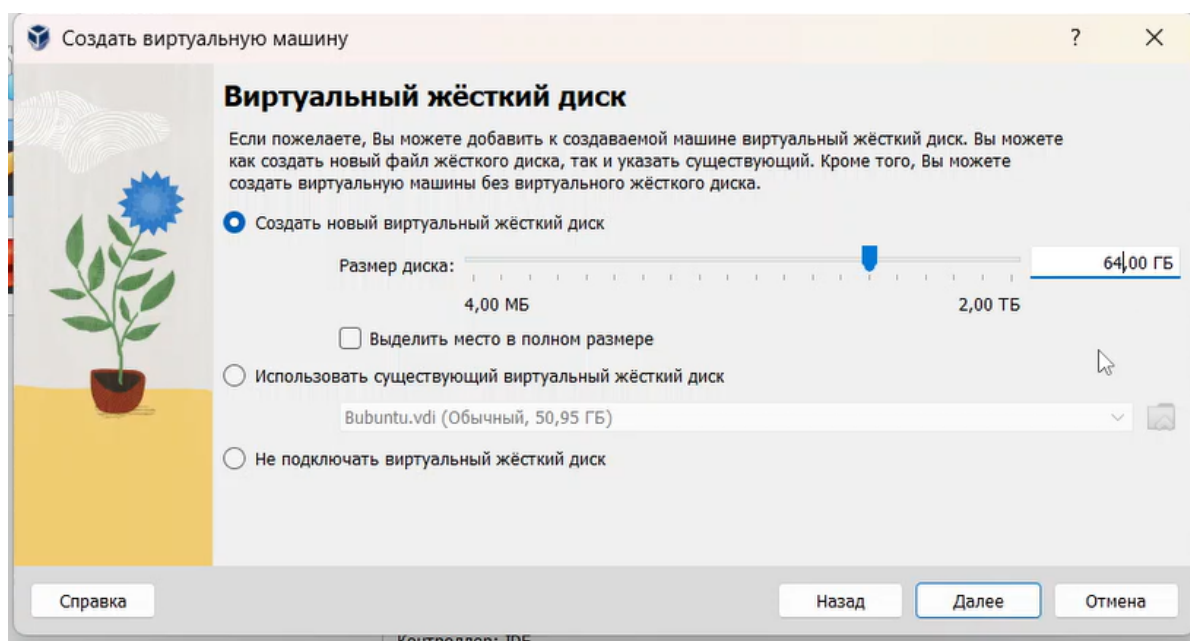 Создать виртуальную машину
?
Виртуальный жёсткий диск
Если пожелаете, Вы можете добавить к создаваемой машине виртуальный жёсткий диск. Вы можете
как создать новый файл жёсткого диска, так и указать существующий. Кроме того, Вы можете
создать виртуальную машины без виртуального жёсткого диска.
Создать новый виртуальный жёсткий диск
Размер диска:
64,00 ГБ
4,00 МБ
2,00 ТБ
Выделить место в полном размере
Использовать существующий виртуальный жёсткий диск
Bubuntu.vdi (Обычный, 50,95 ГБ)
Не подключать виртуальный жёсткий диск
Справка
Назад
Далее
Отмена
Контроллер: IDE